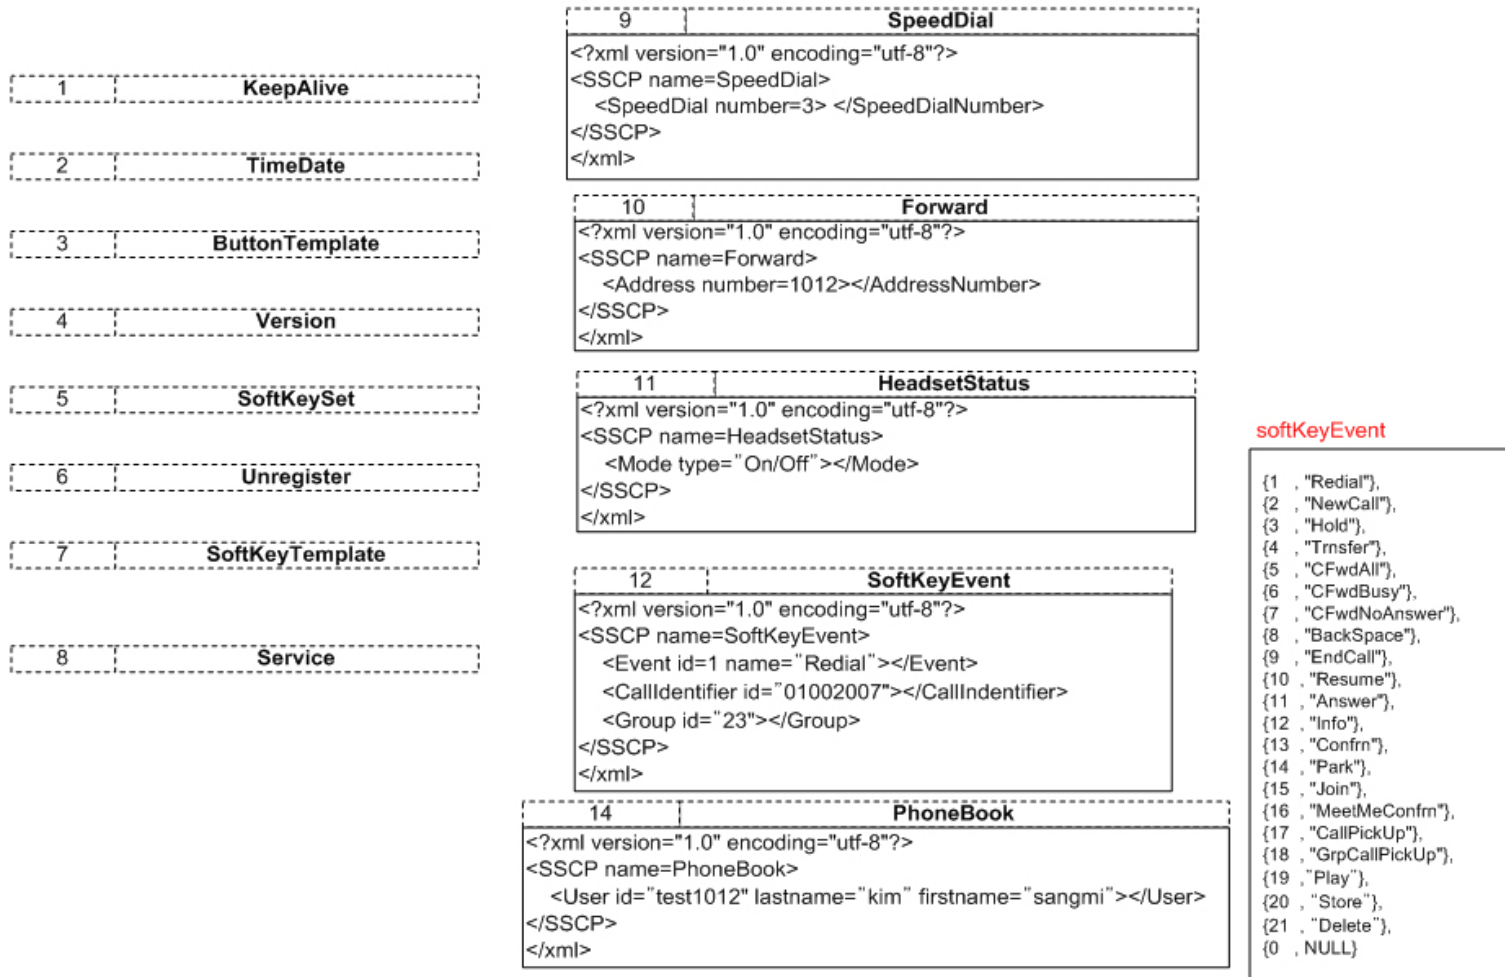 1 KeepAlive
2 TimeDate
3 ButtonTemplate
4 Version
5 SoftKeySet
6 Unregister
7 SoftKeyTemplate
8 Service
9 SpeedDial
<?xml version="1.0" encoding="utf-8"?>
<SSCP name=SpeedDial>
<SpeedDial number=3> </SpeedDialNumber>
</SSCP>
</xml>
10 Forward
<?xml version="1.0" encoding="utf-8"?>
<SSCP name=Forward>
<Address number=1012></AddressNumber>
</SSCP>
</xml>
11 HeadsetStatus
<?xml version="1.0" encoding="utf-8"?>
<SSCP name=HeadsetStatus>
<Mode type="On/Off"></Mode>
</SSCP>
</xml>
12 SoftKeyEvent
<?xml version="1.0" encoding="utf-8"?>
<SSCP name=SoftKeyEvent>
<Event id=1 name="Redial"></Event>
<CallIdentifier id="01002007"></CallIndentifier>
<Group id="23"></Group>
</SSCP>
</xml>
14 PhoneBook
<?xml version="1.0" encoding="utf-8"?>
<SSCP name=PhoneBook>
<User id="test1012" lastname="kim" firstname="sangmi"></User>
</SSCP>
</xml>
softKeyEvent
{1 , "Redial"},
{2 , "NewCall"},
{3 , "Hold"},
{4 , "Trnsfer"},
{5 , "CFwdAll"},
{6 , "CFwdBusy"},
{7 , "CFwdNoAnswer"},
{8 , "BackSpace"},
{9 , "EndCall"},
{10 , "Resume"},
{11 , "Answer"},
{12 , "Info"},
{13 , "Confrn"},
{14 , "Park"},
{15 , "Join"},
{16 , "MeetMeConfrn"},
{17 , "CallPickUp"},
{18 , "GrpCallPickUp"},
{19 ,"Play"},
{20 , "Store"},
{21 , "Delete"},
{0 , NULL}